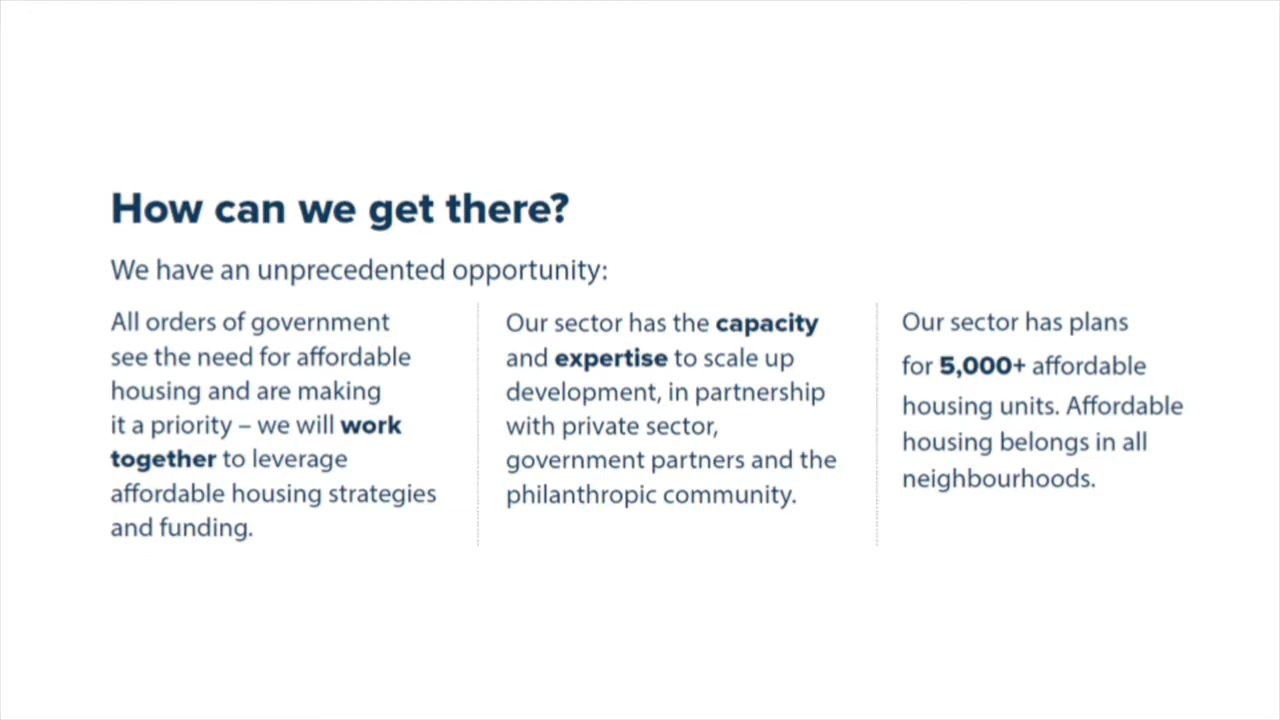 How can we get there?
We have an unprecedented opportunity:
All orders of government
see the need for affordable
housing and are making
it a priority – we will work
together to leverage
affordable housing strategies
and funding.
Our sector has the capacity
and expertise to scale up
development, in partnership
with private sector,
government partners and the
philanthropic community.
Our sector has plans
for 5,000+ affordable
housing units. Affordable
housing belongs in all
neighbourhoods.